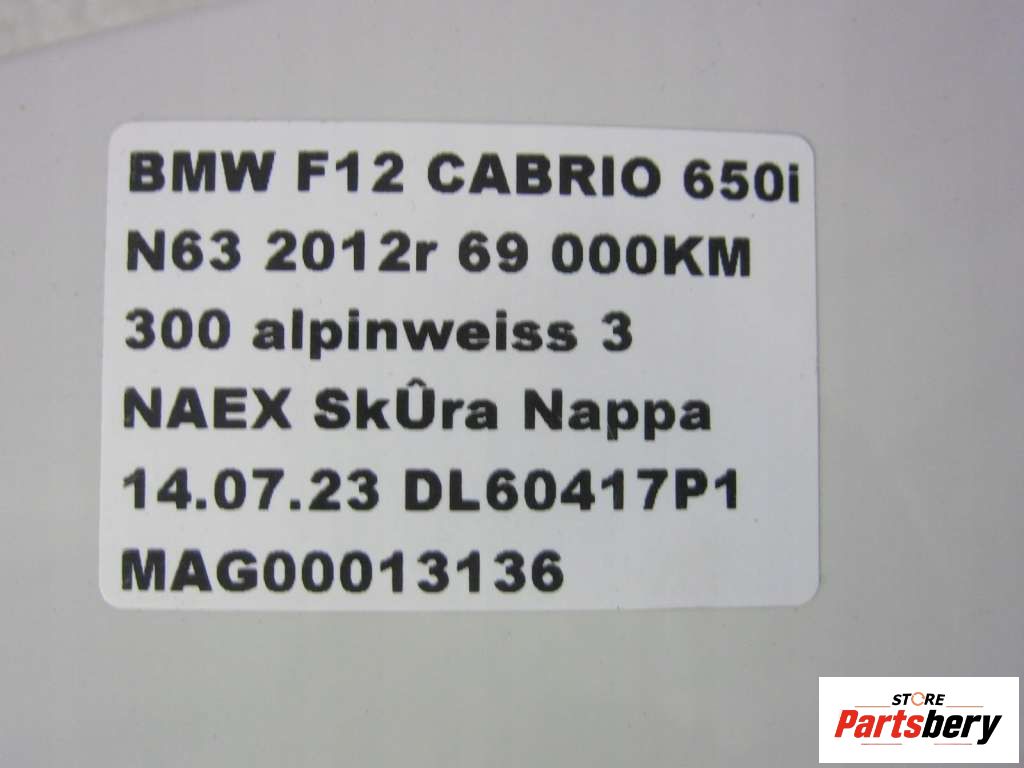 BMW F12 CABRIO 650i
N63 2012r 69 000KM
300 alpinweiss 3
NAEX SkÛra Nappa
14.07.23 DL60417P1
MAG00013136
STORE
Partsbery